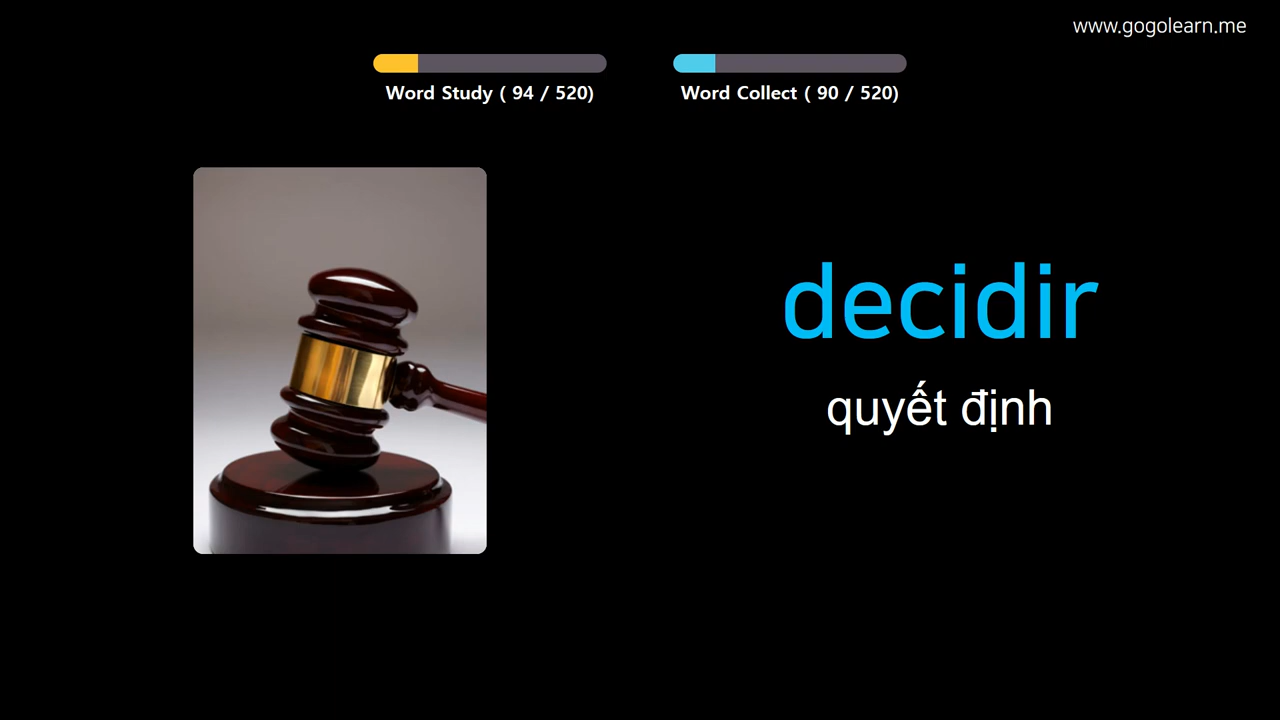 www.gogolearn.me
Word Study ( 94 / 520)
Word Collect ( 90 / 520)
decidir
quyết định